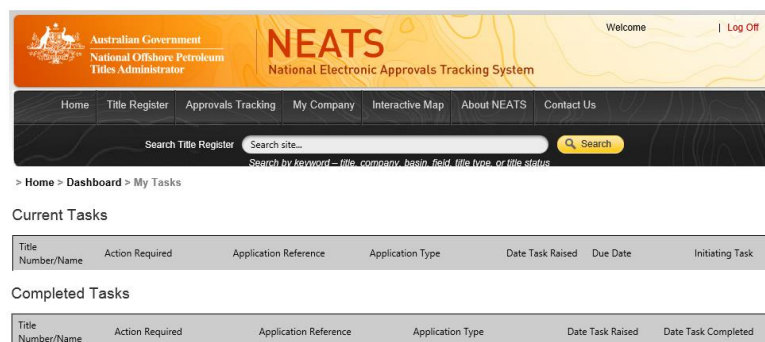 Australian Government
National Offshore Petroleum
Titles Administrator
NEATS
National Electronic Approvals Tracking System
Welcome | Log Off
Home Title Register Approvals Tracking My Company Interactive Map About NEATS Contact Us
Search Title Register Search site... Search
Search by keyword – title, company, basin, field, title type, or title status
> Home > Dashboard > My Tasks
Current Tasks
Title
Number/Name Action Required Application Reference Application Type Date Task Raised Due Date Initiating Task
Completed Tasks
Title
Number/Name Action Required Application Reference Application Type Date Task Raised Date Task Completed